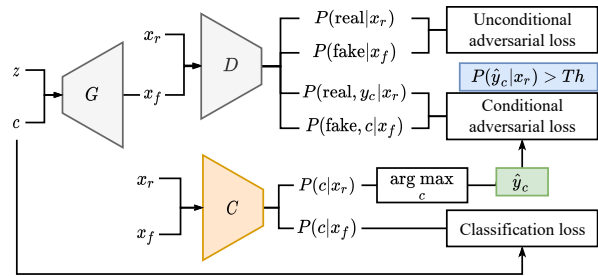 x_r
P(real|x_r)
Unconditional
adversarial loss
z
G
D
P(fake|x_f)
P(ŷ_c|x_r) > Th
x_f
P(real, y_c|x_r)
Conditional
adversarial loss
c
P(fake, c|x_f)
x_r
C
P(c|x_r)
arg max
c
ŷ_c
x_f
P(c|x_f)
Classification loss